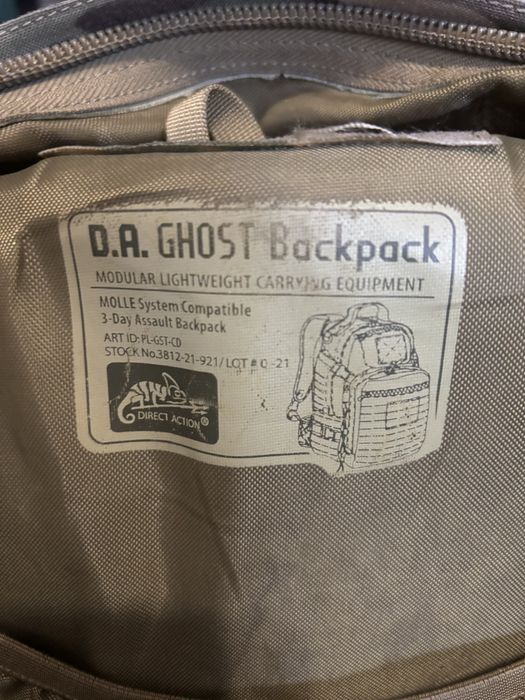 D.A. GHOST Backpack
MODULAR LIGHTWEIGHT CARRYING EQUIPMENT
MOLLE System Compatible
3-Day Assault Backpack
ART ID: PL-GST-CD
STOCK No.3812-21-921/ LOT # 0 -21
DIRECT ACTION®